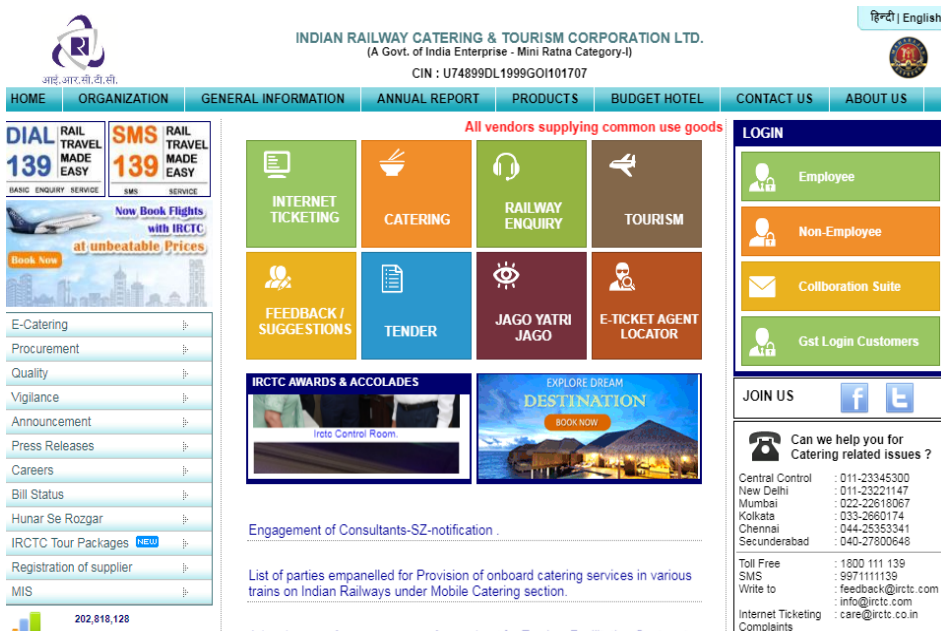 हिन्दी | English
INDIAN RAILWAY CATERING & TOURISM CORPORATION LTD.
(A Govt. of India Enterprise - Mini Ratna Category-I)
CIN : U74899DL1999GOI101707
आई.आर.सी.टी.सी.
HOME ORGANIZATION GENERAL INFORMATION ANNUAL REPORT PRODUCTS BUDGET HOTEL CONTACT US ABOUT US
DIAL 139 RAIL TRAVEL MADE EASY
BASIC ENQUIRY SERVICE
SMS 139 RAIL TRAVEL MADE EASY
SMS SERVICE
Now Book Flights
with IRCTC
at unbeatable Prices
Book Now
E-Catering
Procurement
Quality
Vigilance
Announcement
Press Releases
Careers
Bill Status
Hunar Se Rozgar
IRCTC Tour Packages NEW
Registration of supplier
MIS
202,818,128
All vendors supplying common use goods
INTERNET
TICKETING
CATERING
RAILWAY
ENQUIRY
TOURISM
FEEDBACK /
SUGGESTIONS
TENDER
JAGO YATRI
JAGO
E-TICKET AGENT
LOCATOR
IRCTC AWARDS & ACCOLADES
Irctc Control Room.
EXPLORE DREAM
DESTINATION
BOOK NOW
Engagement of Consultants-SZ-notification .
List of parties empanelled for Provision of onboard catering services in various
trains on Indian Railways under Mobile Catering section.
LOGIN
Employee
Non-Employee
Collboration Suite
Gst Login Customers
JOIN US f t
Can we help you for
Catering related issues ?
Central Control : 011-23345300
New Delhi : 011-23221147
Mumbai : 022-22618067
Kolkata : 033-2660174
Chennai : 044-25353341
Secunderabad : 040-27800648
Toll Free : 1800 111 139
SMS : 9971111139
Write to : feedback@irctc.com
: info@irctc.com
Internet Ticketing : care@irctc.co.in
Complaints